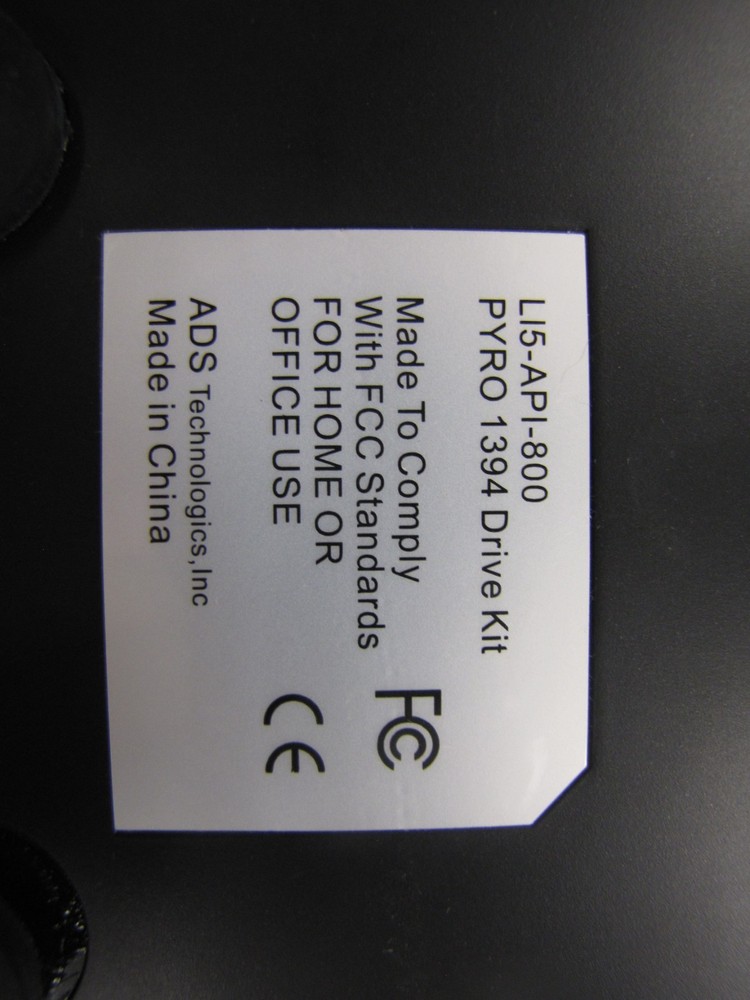 LI5-API-800
PYRO 1394 Drive Kit
Made To Comply
With FCC Standards
FOR HOME OR
OFFICE USE
FC
CE
ADS Technologics,Inc
Made in China